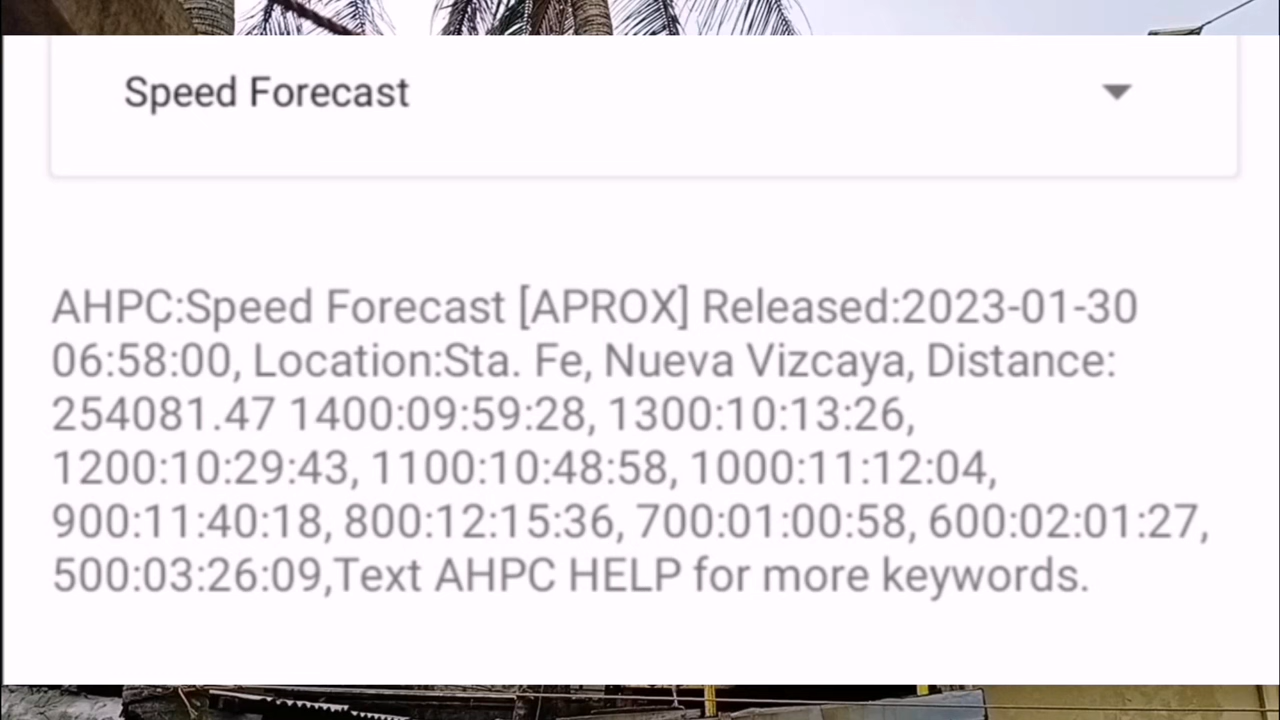 Speed Forecast
AHPC:Speed Forecast [APROX] Released:2023-01-30
06:58:00, Location:Sta. Fe, Nueva Vizcaya, Distance:
254081.47 1400:09:59:28, 1300:10:13:26,
1200:10:29:43, 1100:10:48:58, 1000:11:12:04,
900:11:40:18, 800:12:15:36, 700:01:00:58, 600:02:01:27,
500:03:26:09,Text AHPC HELP for more keywords.